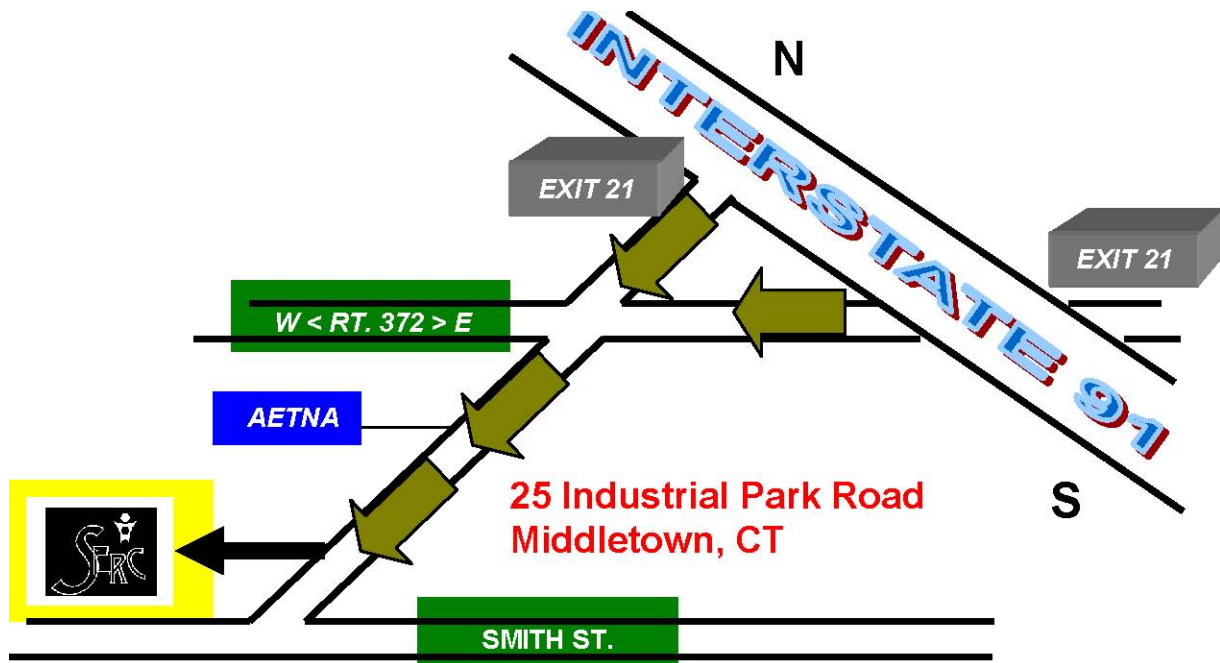 N
INTERSTATE 91
EXIT 21
EXIT 21
W < RT. 372 > E
AETNA
25 Industrial Park Road
Middletown, CT
S
SERC
SMITH ST.